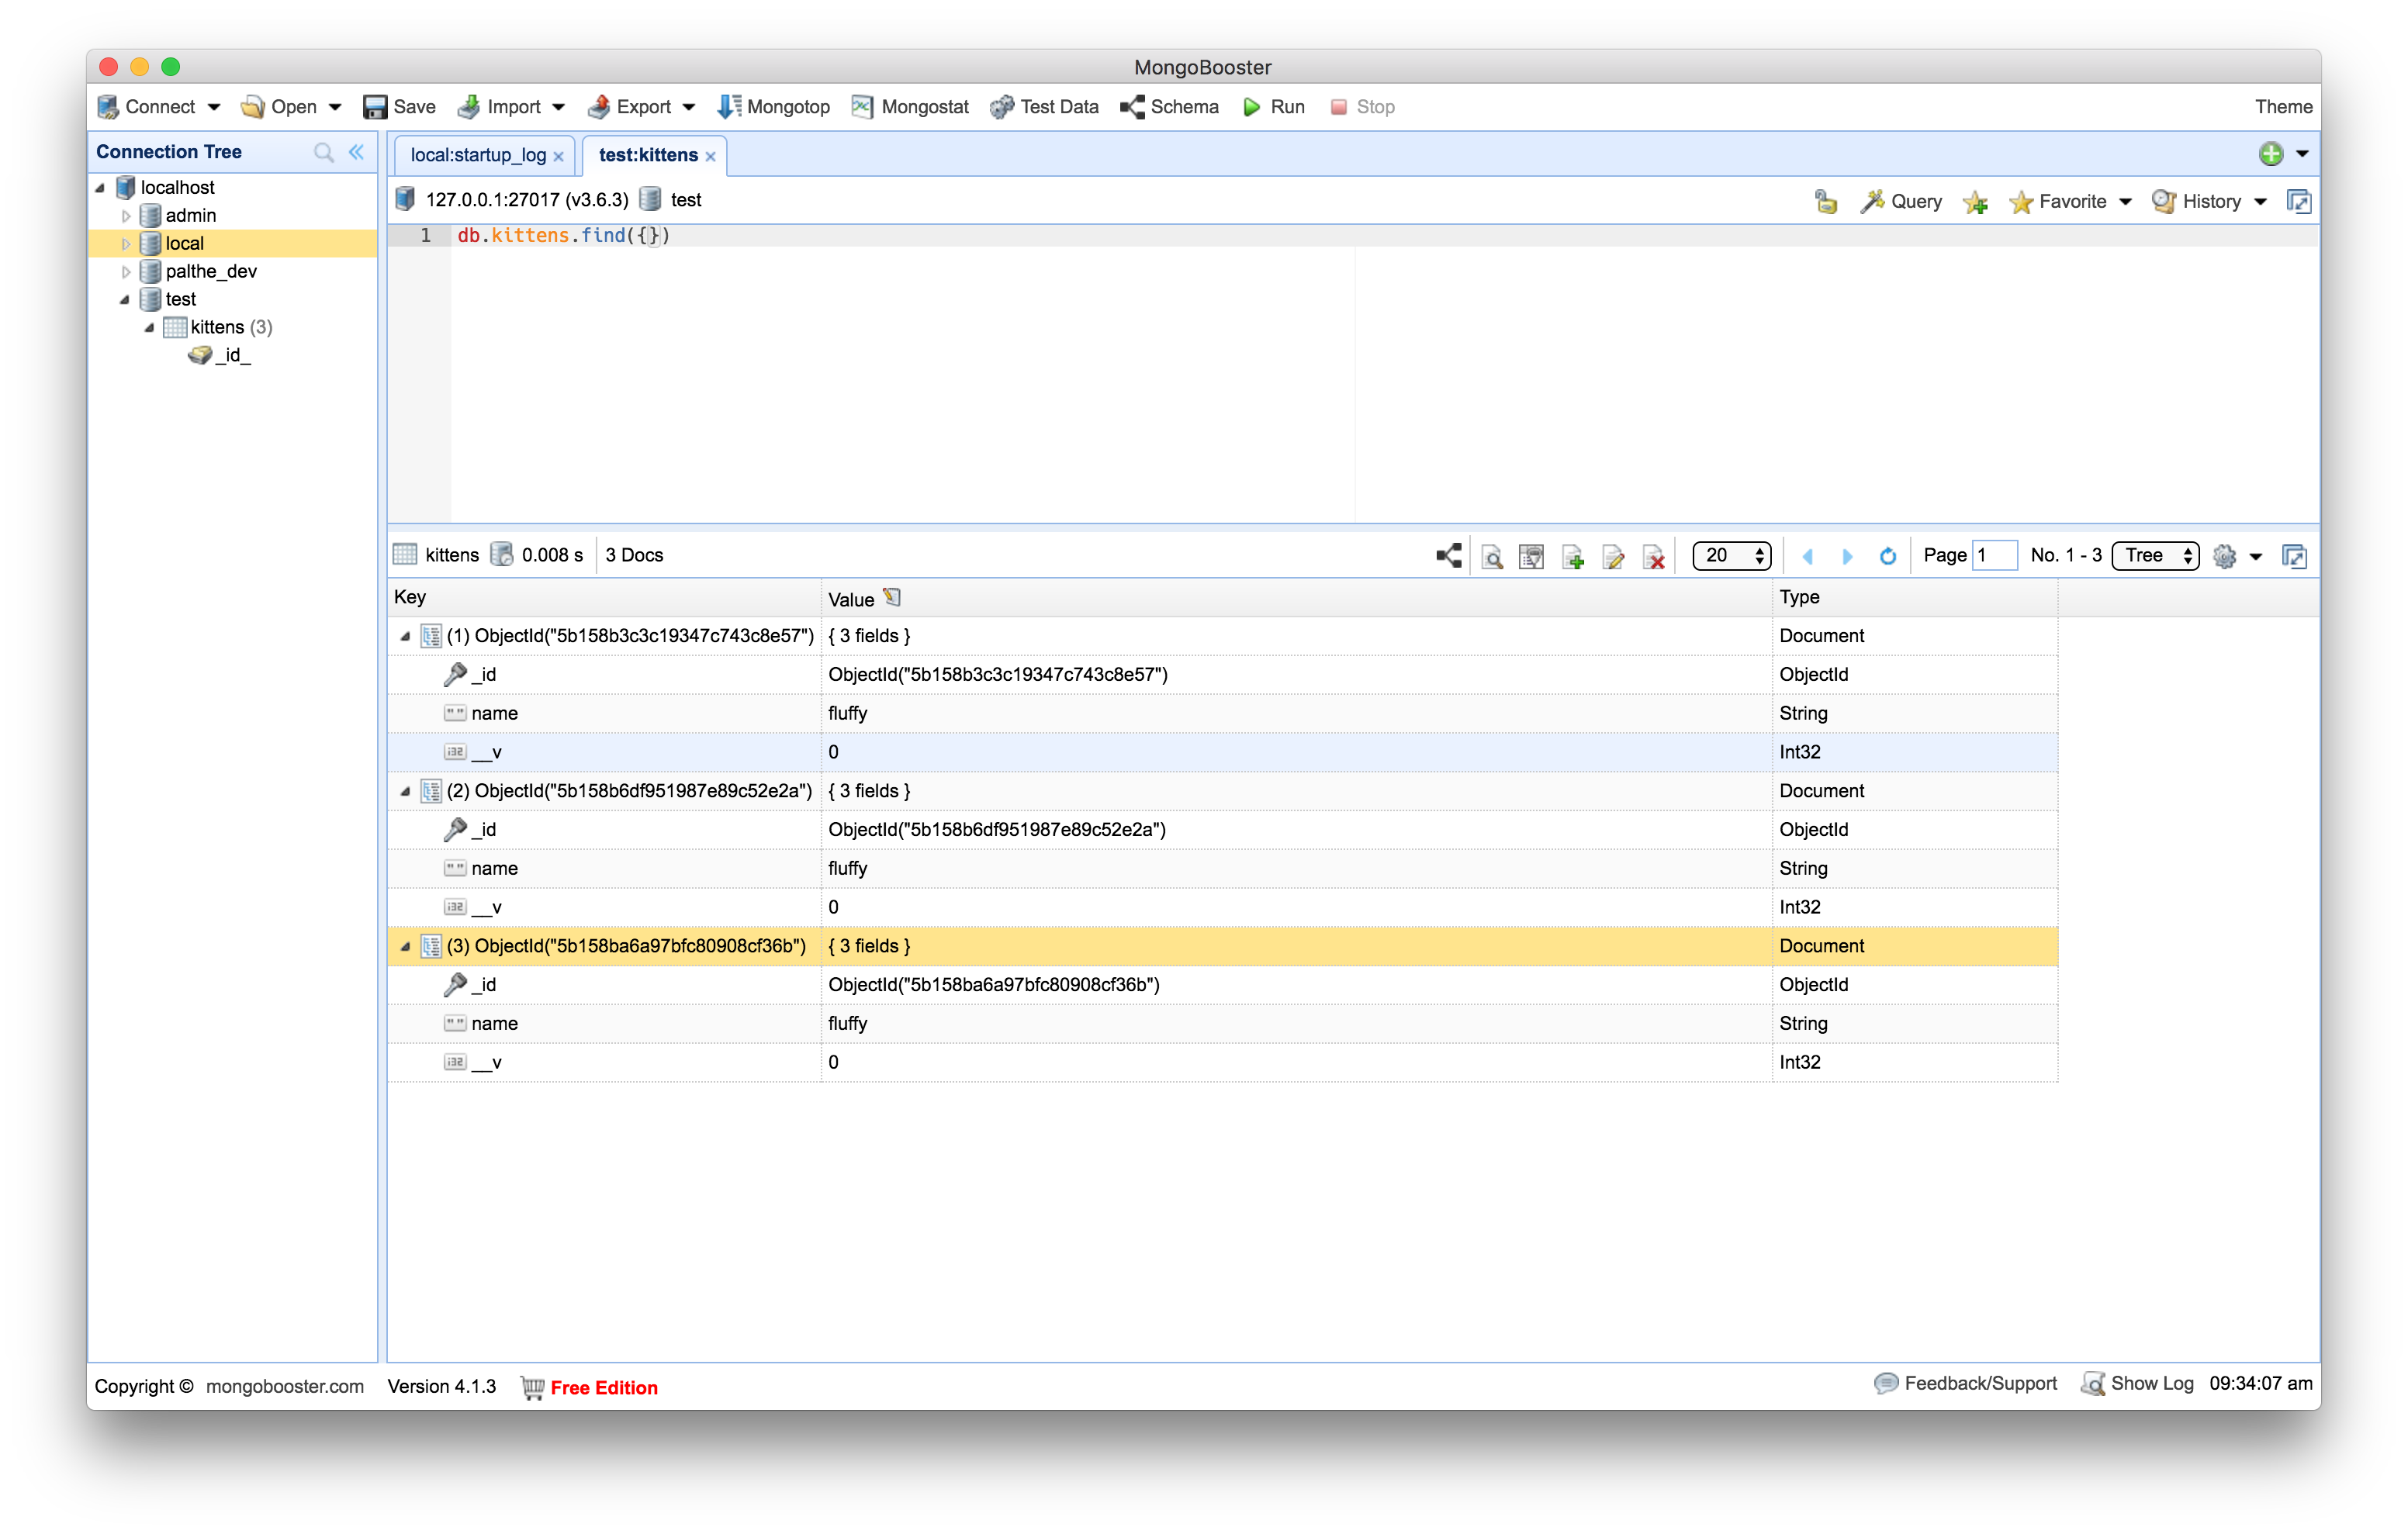 MongoBooster
Connect Open Save Import Export Mongotop Mongostat Test Data Schema Run Stop Theme
Connection Tree
localhost
admin
local
palthe_dev
test
kittens (3)
_id_
local:startup_log × test:kittens ×
127.0.0.1:27017 (v3.6.3) test Query Favorite History
1 db.kittens.find({})
kittens 0.008 s 3 Docs 20 Page 1 No. 1 - 3 Tree
Key Value Type
(1) ObjectId("5b158b3c3c19347c743c8e57") { 3 fields } Document
_id ObjectId("5b158b3c3c19347c743c8e57") ObjectId
"" name fluffy String
i32 __v 0 Int32
(2) ObjectId("5b158b6df951987e89c52e2a") { 3 fields } Document
_id ObjectId("5b158b6df951987e89c52e2a") ObjectId
"" name fluffy String
i32 __v 0 Int32
(3) ObjectId("5b158ba6a97bfc80908cf36b") { 3 fields } Document
_id ObjectId("5b158ba6a97bfc80908cf36b") ObjectId
"" name fluffy String
i32 __v 0 Int32
Copyright © mongobooster.com Version 4.1.3 Free Edition Feedback/Support Show Log 09:34:07 am